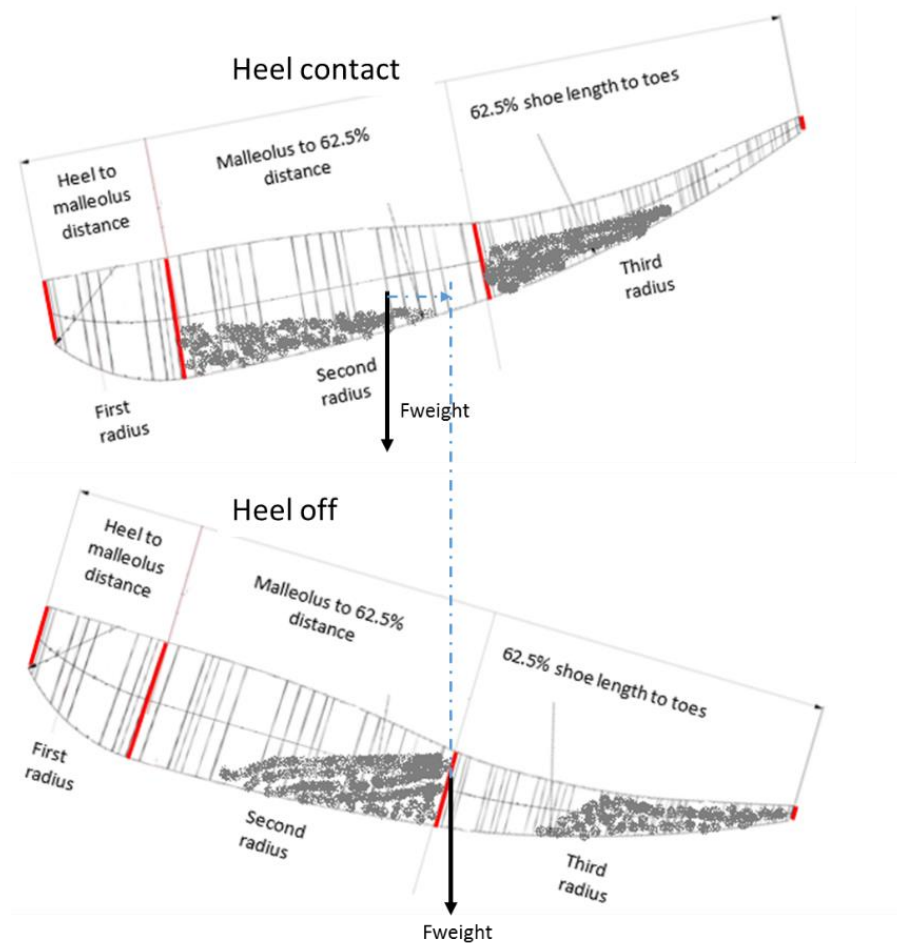 Heel contact
62.5% shoe length to toes
Malleolus to 62.5%
distance
Heel to
malleolus
distance
Third
radius
Second
radius
First
radius
Fweight
Heel off
Heel to
malleolus
distance
Malleolus to 62.5%
distance
62.5% shoe length to toes
First
radius
Second
radius
Third
radius
Fweight